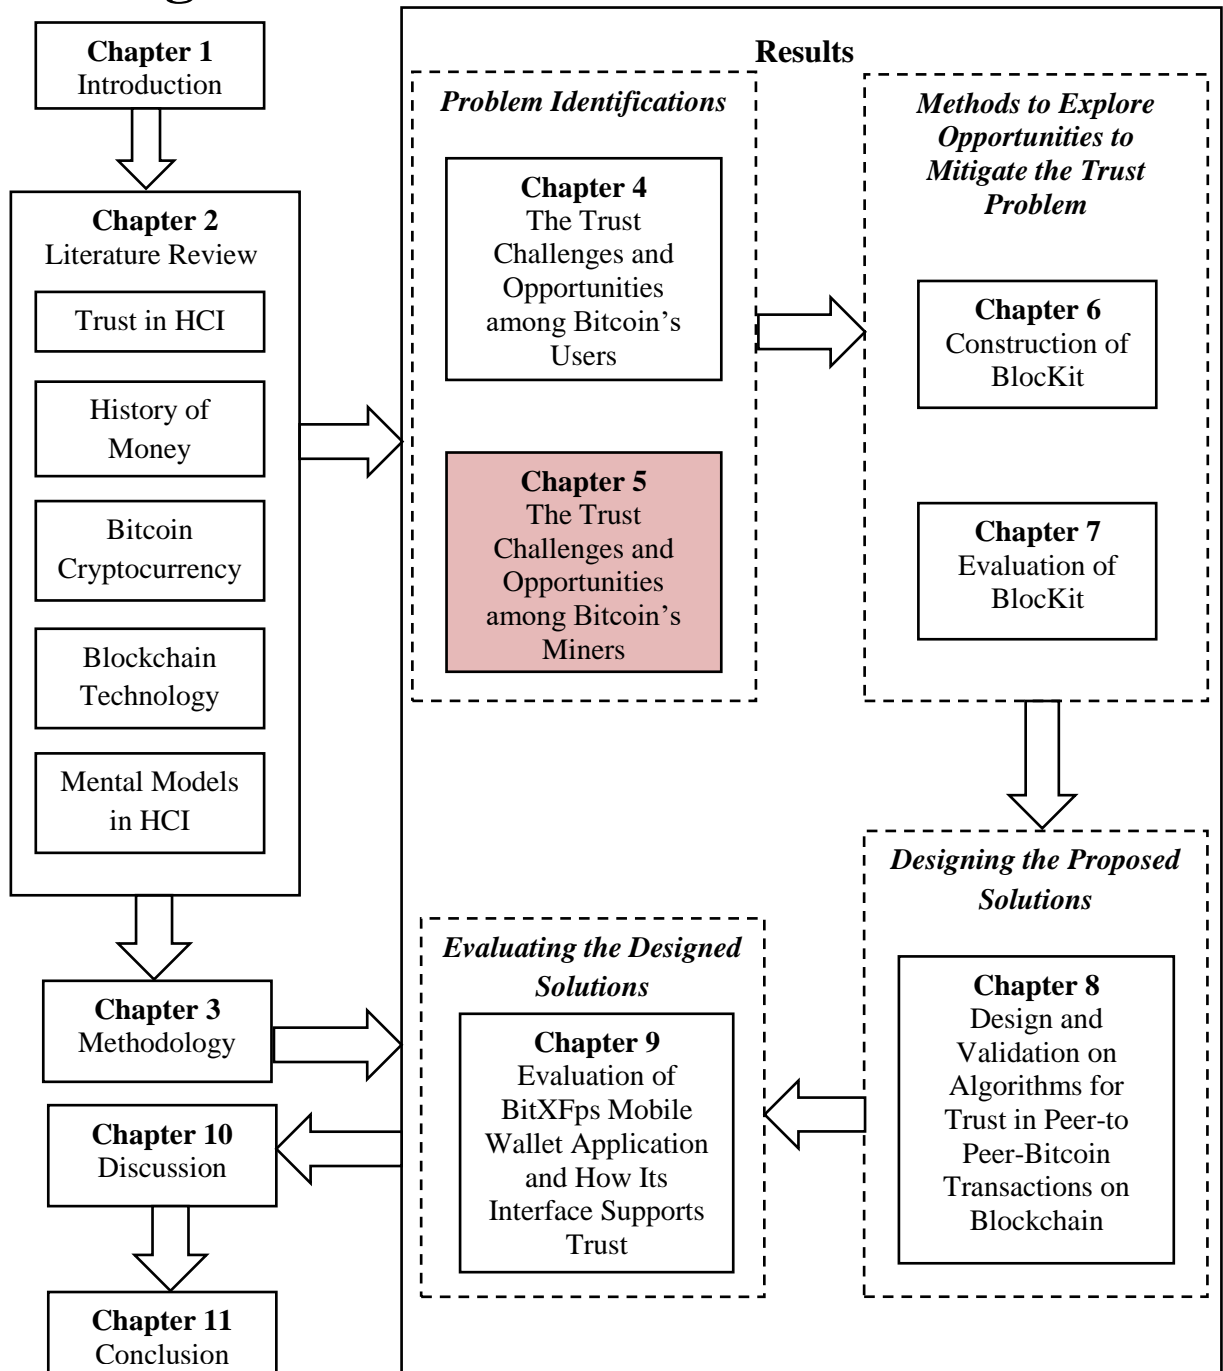 Chapter 1
Introduction
Chapter 2
Literature Review
Trust in HCI
History of
Money
Bitcoin
Cryptocurrency
Blockchain
Technology
Mental Models
in HCI
Chapter 3
Methodology
Results
Problem Identifications
Chapter 4
The Trust
Challenges and
Opportunities
among Bitcoin’s
Users
Chapter 5
The Trust
Challenges and
Opportunities
among Bitcoin’s
Miners
Methods to Explore
Opportunities to
Mitigate the Trust
Problem
Chapter 6
Construction of
BlocKit
Chapter 7
Evaluation of
BlocKit
Designing the Proposed
Solutions
Chapter 8
Design and
Validation on
Algorithms for
Trust in Peer-to
Peer-Bitcoin
Transactions on
Blockchain
Evaluating the Designed
Solutions
Chapter 9
Evaluation of
BitXFps Mobile
Wallet Application
and How Its
Interface Supports
Trust
Chapter 10
Discussion
Chapter 11
Conclusion